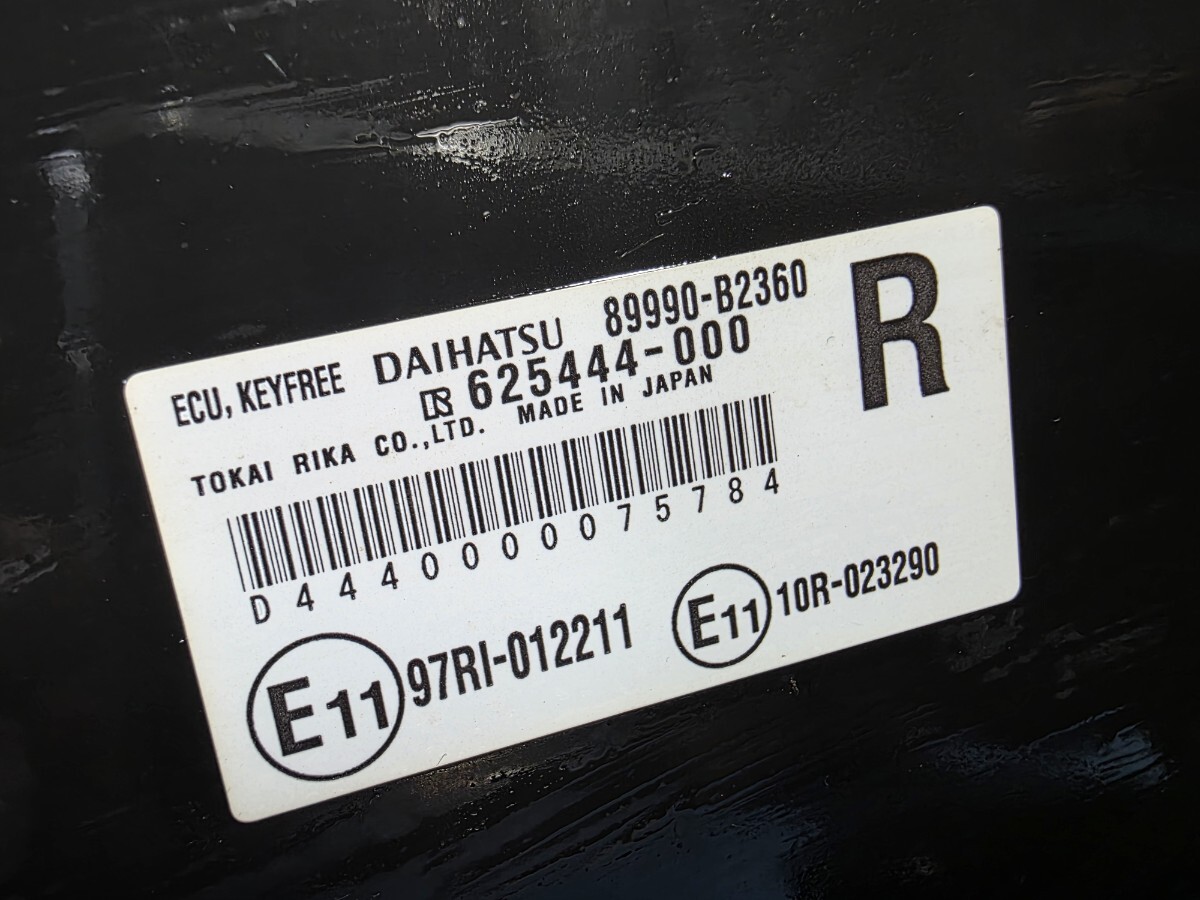 ECU, KEYFREE DAIHATSU 89990-B2360
625444-000
TOKAI RIKA CO.,LTD. MADE IN JAPAN
R
D4440000075784
E11 97RI-012211 E11 10R-023290